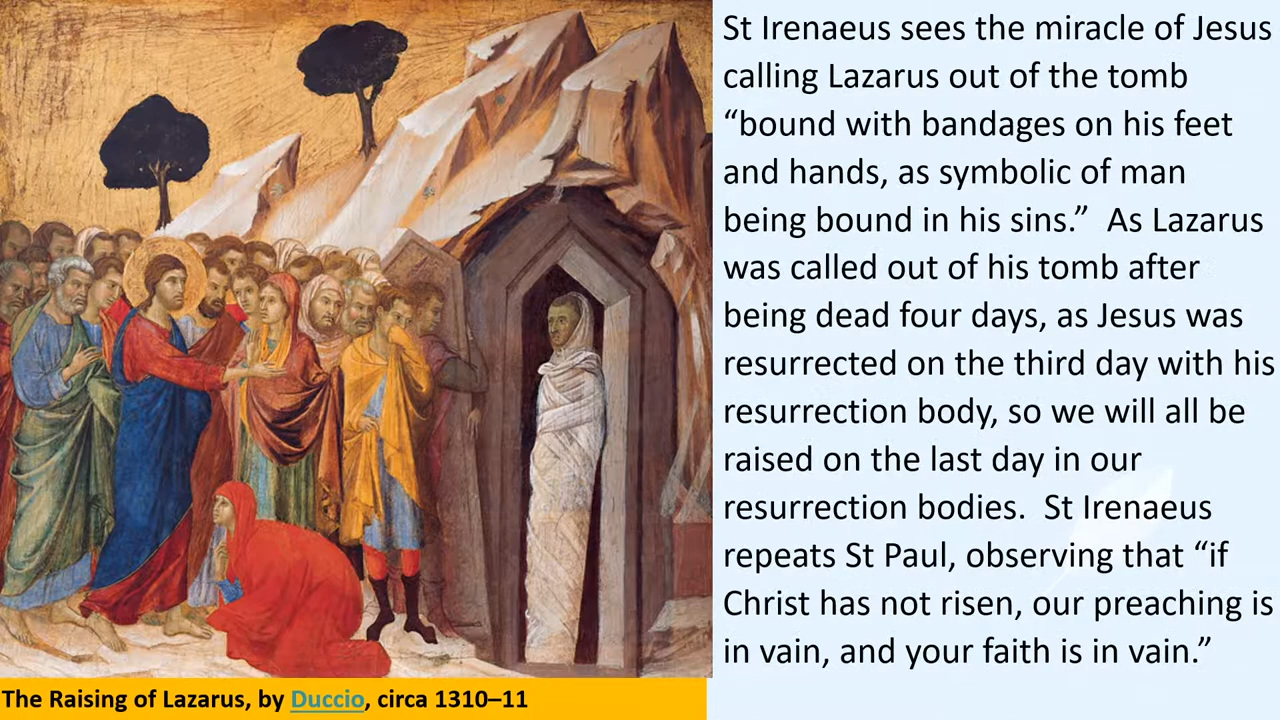 St Irenaeus sees the miracle of Jesus
calling Lazarus out of the tomb
“bound with bandages on his feet
and hands, as symbolic of man
being bound in his sins.”  As Lazarus
was called out of his tomb after
being dead four days, as Jesus was
resurrected on the third day with his
resurrection body, so we will all be
raised on the last day in our
resurrection bodies.  St Irenaeus
repeats St Paul, observing that “if
Christ has not risen, our preaching is
in vain, and your faith is in vain.”
The Raising of Lazarus, by Duccio, circa 1310–11